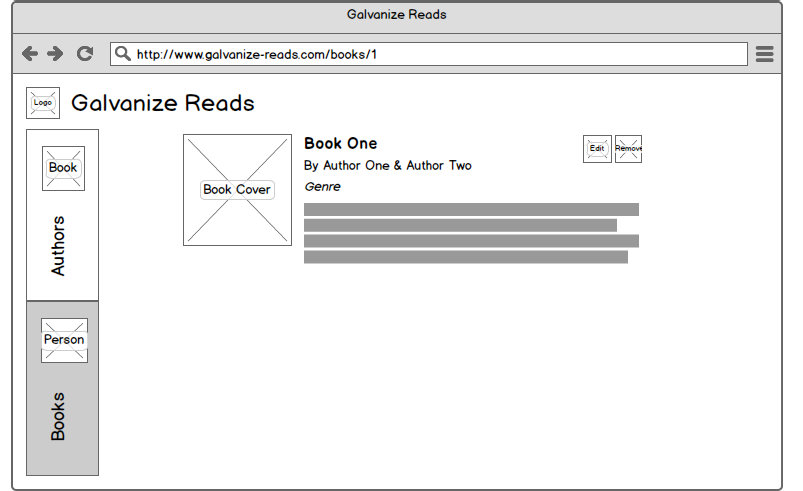 Galvanize Reads
http://www.galvanize-reads.com/books/1
Logo
Galvanize Reads
Book
Authors
Person
Books
Book Cover
Book One
By Author One & Author Two
Genre
Edit
Remove